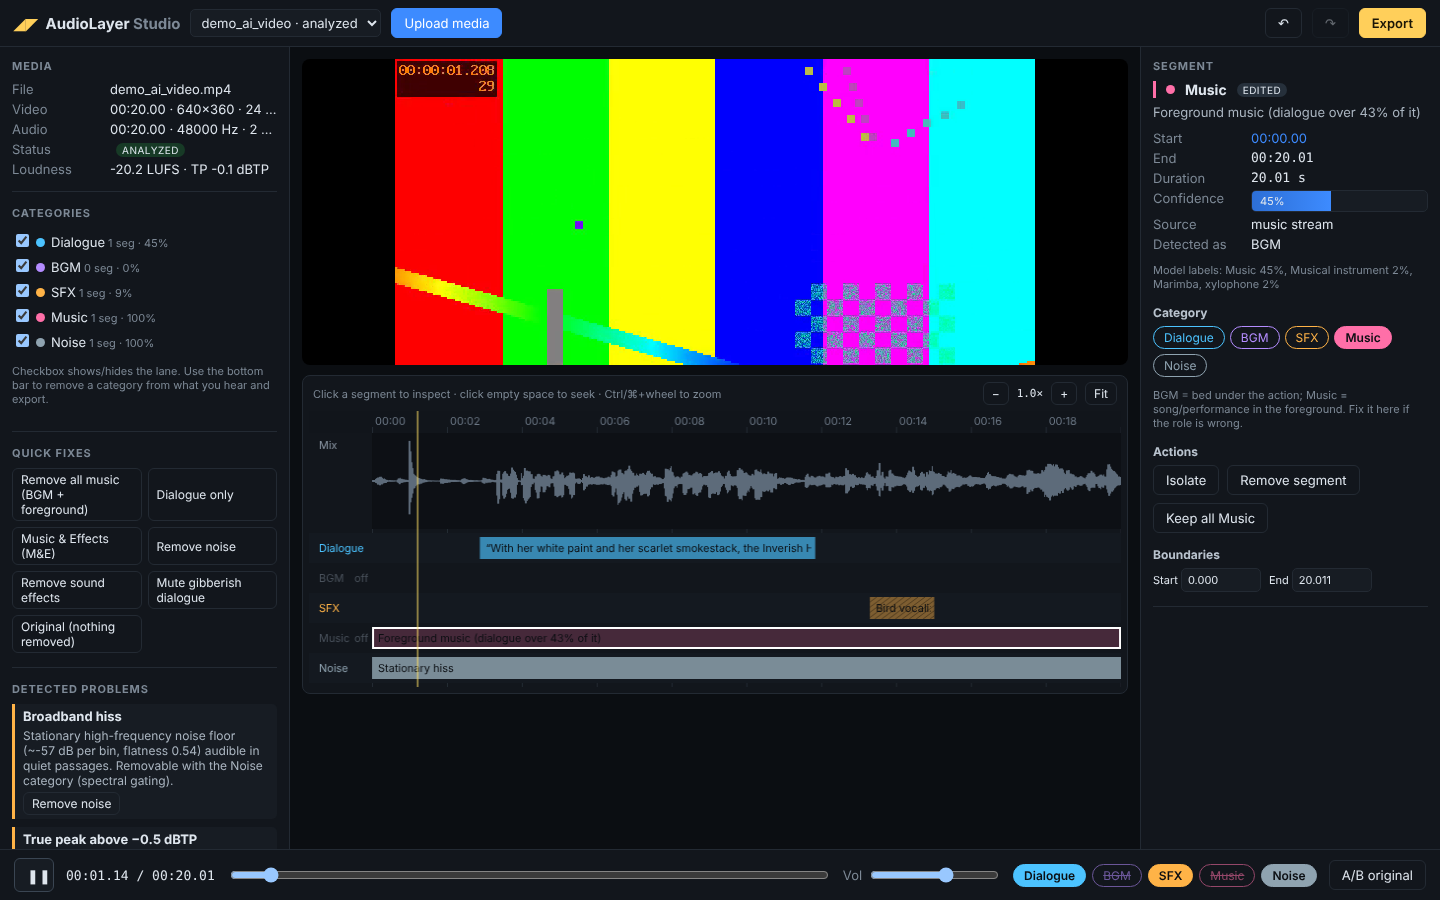 AudioLayer Studio
demo_ai_video · analyzed
Upload media
↶
↷
Export
MEDIA
File demo_ai_video.mp4
Video 00:20.00 · 640×360 · 24 ...
Audio 00:20.00 · 48000 Hz · 2 ...
Status ANALYZED
Loudness -20.2 LUFS · TP -0.1 dBTP
CATEGORIES
Dialogue 1 seg · 45%
BGM 0 seg · 0%
SFX 1 seg · 9%
Music 1 seg · 100%
Noise 1 seg · 100%
Checkbox shows/hides the lane. Use the bottom
bar to remove a category from what you hear and
export.
QUICK FIXES
Remove all music
(BGM +
foreground)
Dialogue only
Music & Effects
(M&E)
Remove noise
Remove sound
effects
Mute gibberish
dialogue
Original (nothing
removed)
DETECTED PROBLEMS
Broadband hiss
Stationary high-frequency noise floor
(~-57 dB per bin, flatness 0.54) audible in
quiet passages. Removable with the Noise
category (spectral gating).
Remove noise
True peak above −0.5 dBTP
00:00:01.208
29
Click a segment to inspect · click empty space to seek · Ctrl/⌘+wheel to zoom
− 1.0× + Fit
00:00 00:02 00:04 00:06 00:08 00:10 00:12 00:14 00:16 00:18
Mix
Dialogue "With her white paint and her scarlet smokestack, the Inverish
BGM off
SFX Bird vocali
Music off Foreground music (dialogue over 43% of it)
Noise Stationary hiss
SEGMENT
Music EDITED
Foreground music (dialogue over 43% of it)
Start 00:00.00
End 00:20.01
Duration 20.01 s
Confidence 45%
Source music stream
Detected as BGM
Model labels: Music 45%, Musical instrument 2%,
Marimba, xylophone 2%
Category
Dialogue BGM SFX Music
Noise
BGM = bed under the action; Music =
song/performance in the foreground. Fix it here if
the role is wrong.
Actions
Isolate Remove segment
Keep all Music
Boundaries
Start 0.000 End 20.011
00:01.14 / 00:20.01
Vol
Dialogue BGM SFX Music Noise
A/B original